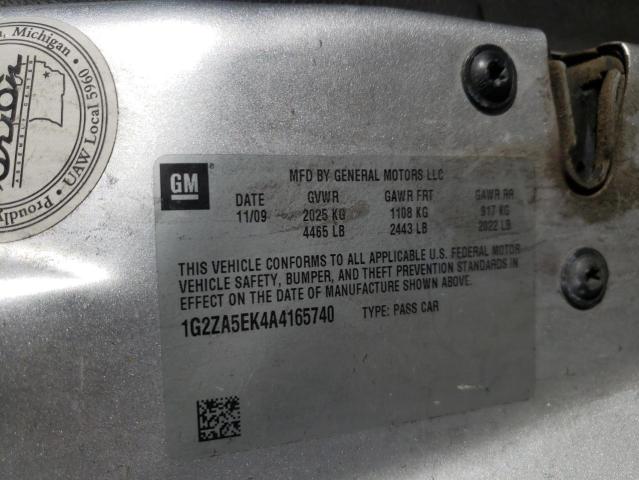 Michigan
Orion
Proudl
UAW Local 5960
GM
MFD BY GENERAL MOTORS LLC
DATE GVWR GAWR FRT GAWR RR
11/09 2025 KG 1108 KG 917 KG
4465 LB 2443 LB 2022 LB
THIS VEHICLE CONFORMS TO ALL APPLICABLE U.S. FEDERAL MOTOR
VEHICLE SAFETY, BUMPER, AND THEFT PREVENTION STANDARDS IN
EFFECT ON THE DATE OF MANUFACTURE SHOWN ABOVE.
1G2ZA5EK4A4165740 TYPE: PASS CAR